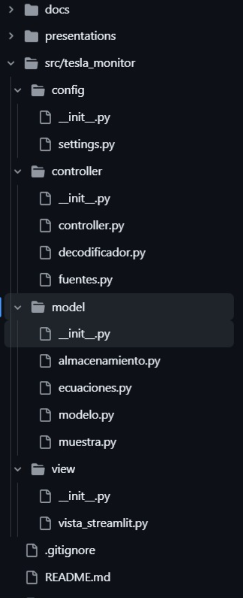 docs
presentations
src/tesla_monitor
config
__init__.py
settings.py
controller
__init__.py
controller.py
decodificador.py
fuentes.py
model
__init__.py
almacenamiento.py
ecuaciones.py
modelo.py
muestra.py
view
__init__.py
vista_streamlit.py
.gitignore
README.md